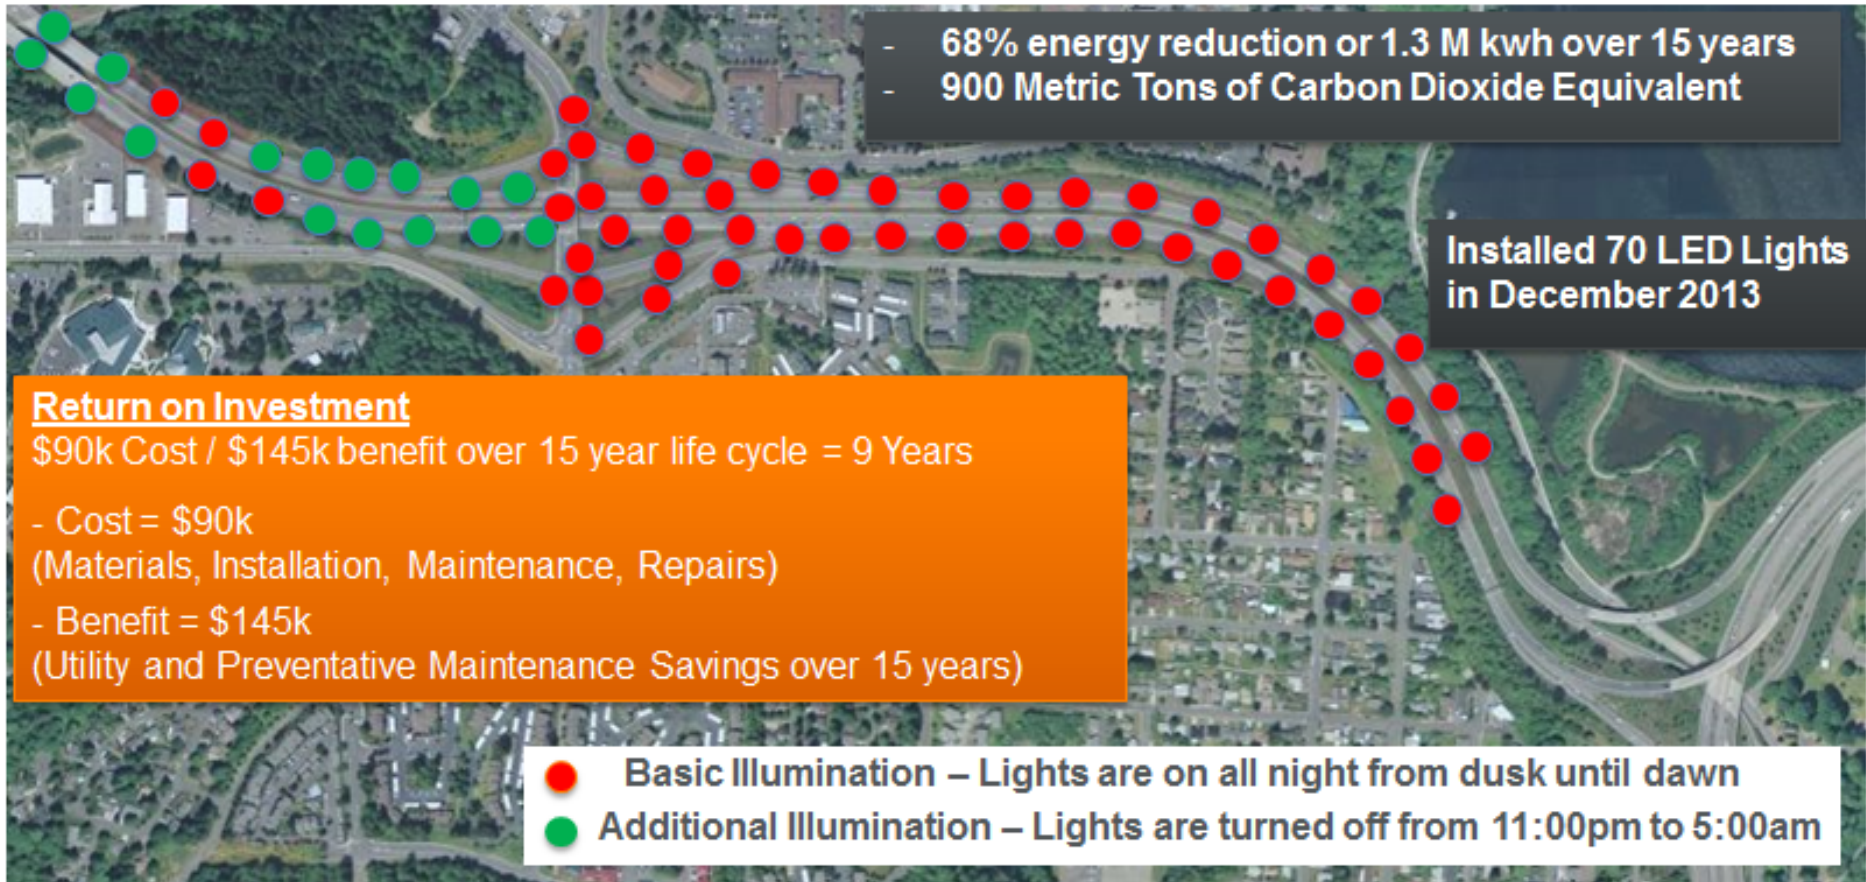 - 68% energy reduction or 1.3 M kwh over 15 years
- 900 Metric Tons of Carbon Dioxide Equivalent
Installed 70 LED Lights
in December 2013
Return on Investment
$90k Cost / $145k benefit over 15 year life cycle = 9 Years
- Cost = $90k
(Materials, Installation, Maintenance, Repairs)
- Benefit = $145k
(Utility and Preventative Maintenance Savings over 15 years)
Basic Illumination – Lights are on all night from dusk until dawn
Additional Illumination – Lights are turned off from 11:00pm to 5:00am